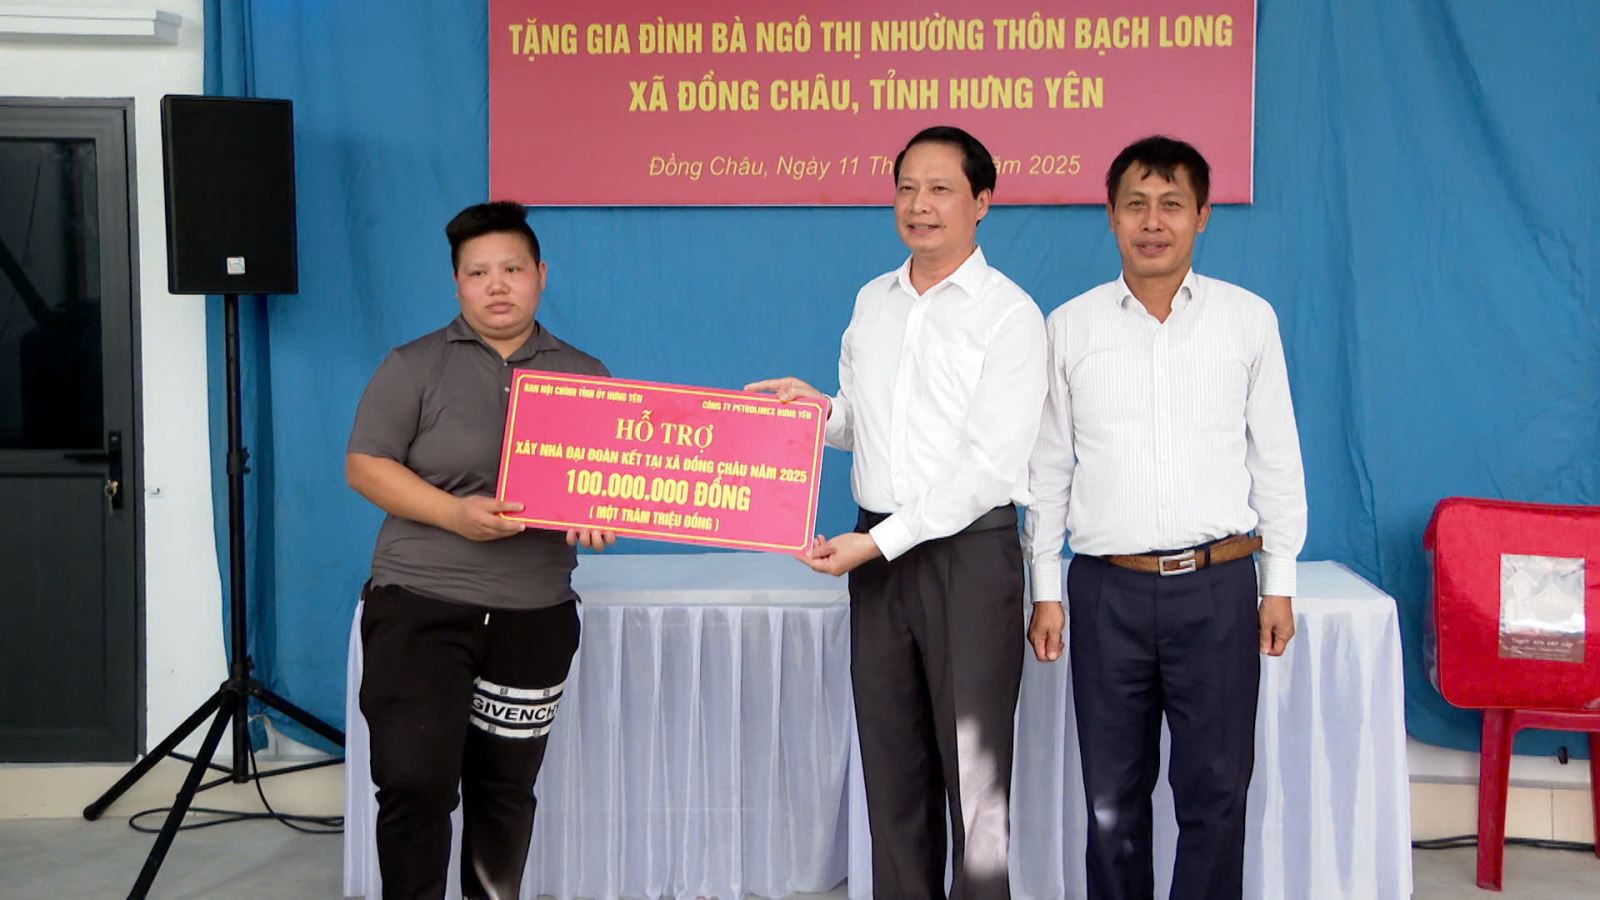 TẶNG GIA ĐÌNH BÀ NGÔ THỊ NHƯỜNG THÔN BẠCH LONG
XÃ ĐỒNG CHÂU, TỈNH HƯNG YÊN
Đồng Châu, Ngày 11 Th ăm 2025
BAN NỘI CHÍNH TỈNH ỦY HƯNG YÊN
CÔNG TY PETROLIMEX HƯNG YÊN
HỖ TRỢ
XÂY NHÀ ĐẠI ĐOÀN KẾT TẠI XÃ ĐỒNG CHÂU NĂM 2025
100.000.000 ĐỒNG
( MỘT TRĂM TRIỆU ĐỒNG )
GIVENCHY